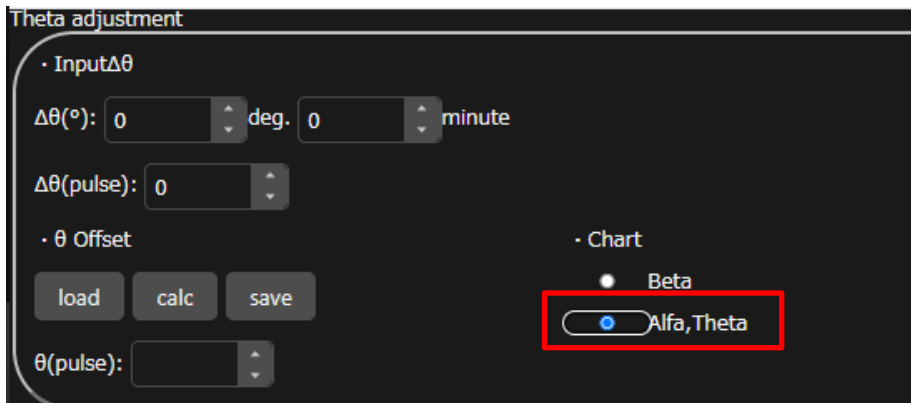 Theta adjustment
・InputΔθ
Δθ(°): 0 deg. 0 minute
Δθ(pulse): 0
・θ Offset
・Chart
load calc save
Beta
Alfa,Theta
θ(pulse):